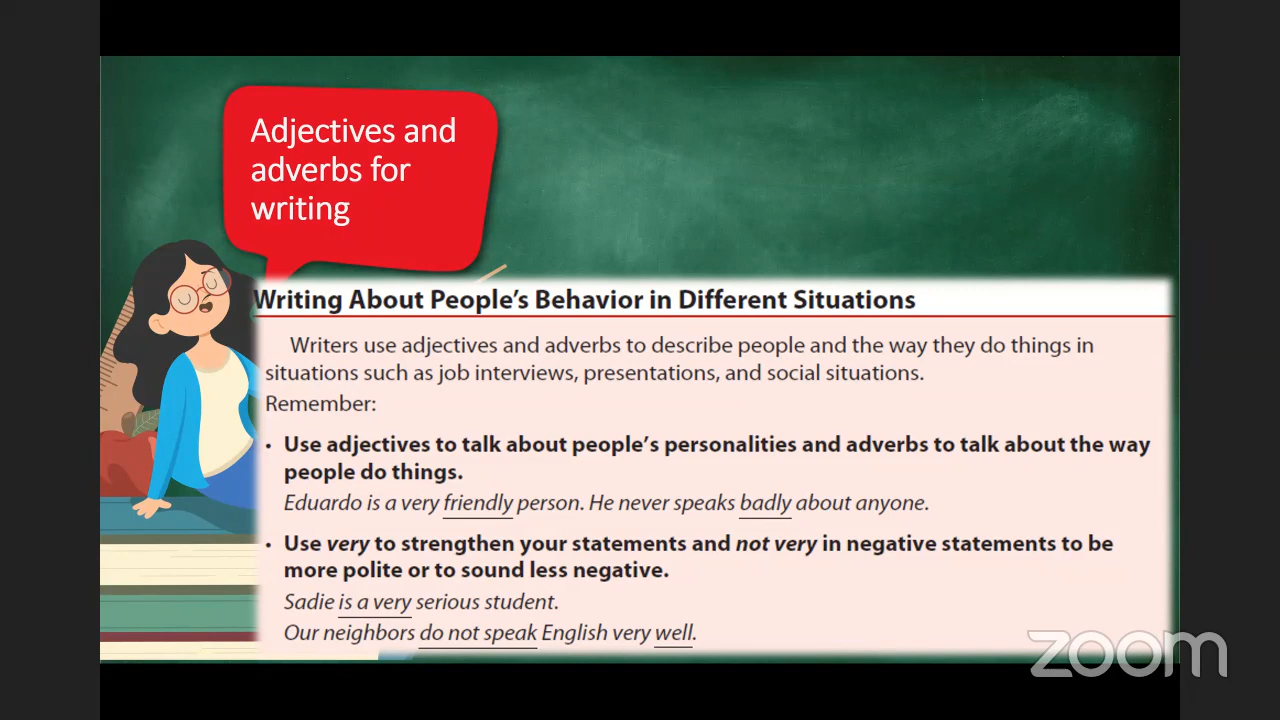 Adjectives and
adverbs for
writing
Writing About People's Behavior in Different Situations
Writers use adjectives and adverbs to describe people and the way they do things in
situations such as job interviews, presentations, and social situations.
Remember:
• Use adjectives to talk about people's personalities and adverbs to talk about the way
people do things.
Eduardo is a very friendly person. He never speaks badly about anyone.
• Use very to strengthen your statements and not very in negative statements to be
more polite or to sound less negative.
Sadie is a very serious student.
Our neighbors do not speak English very well.
zoom